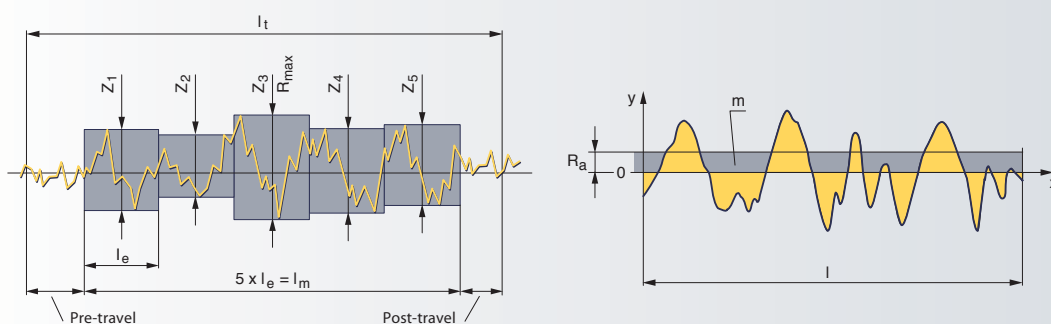 lt
Z1
Z2
Z3
Rmax
Z4
Z5
le
5 x le = lm
Pre-travel
Post-travel
y
m
Ra
0
l